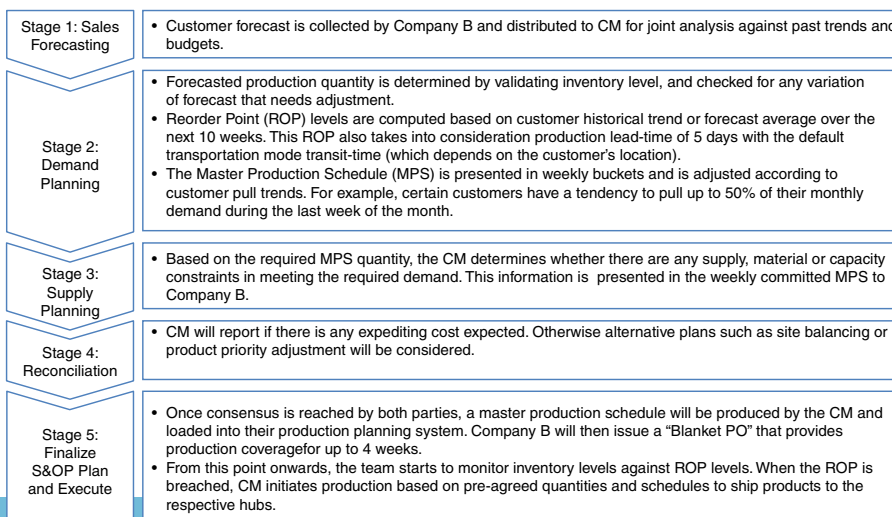 Stage 1: Sales
Forecasting
• Customer forecast is collected by Company B and distributed to CM for joint analysis against past trends and
budgets.
Stage 2:
Demand
Planning
• Forecasted production quantity is determined by validating inventory level, and checked for any variation
of forecast that needs adjustment.
• Reorder Point (ROP) levels are computed based on customer historical trend or forecast average over the
next 10 weeks. This ROP also takes into consideration production lead-time of 5 days with the default
transportation mode transit-time (which depends on the customer's location).
• The Master Production Schedule (MPS) is presented in weekly buckets and is adjusted according to
customer pull trends. For example, certain customers have a tendency to pull up to 50% of their monthly
demand during the last week of the month.
Stage 3:
Supply
Planning
• Based on the required MPS quantity, the CM determines whether there are any supply, material or capacity
constraints in meeting the required demand. This information is presented in the weekly committed MPS to
Company B.
Stage 4:
Reconciliation
• CM will report if there is any expediting cost expected. Otherwise alternative plans such as site balancing or
product priority adjustment will be considered.
Stage 5:
Finalize
S&OP Plan
and Execute
• Once consensus is reached by both parties, a master production schedule will be produced by the CM and
loaded into their production planning system. Company B will then issue a “Blanket PO” that provides
production coveragefor up to 4 weeks.
• From this point onwards, the team starts to monitor inventory levels against ROP levels. When the ROP is
breached, CM initiates production based on pre-agreed quantities and schedules to ship products to the
respective hubs.